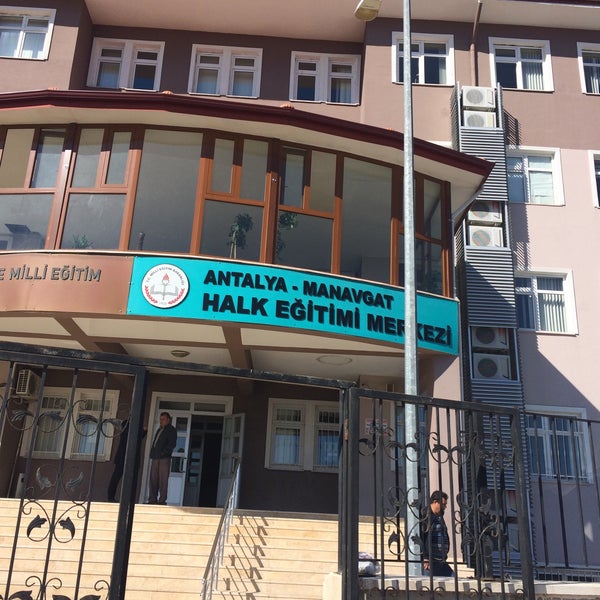 E MİLLİ EĞİTİM
ANTALYA - MANAVGAT
HALK EĞİTİMİ MERKEZİ